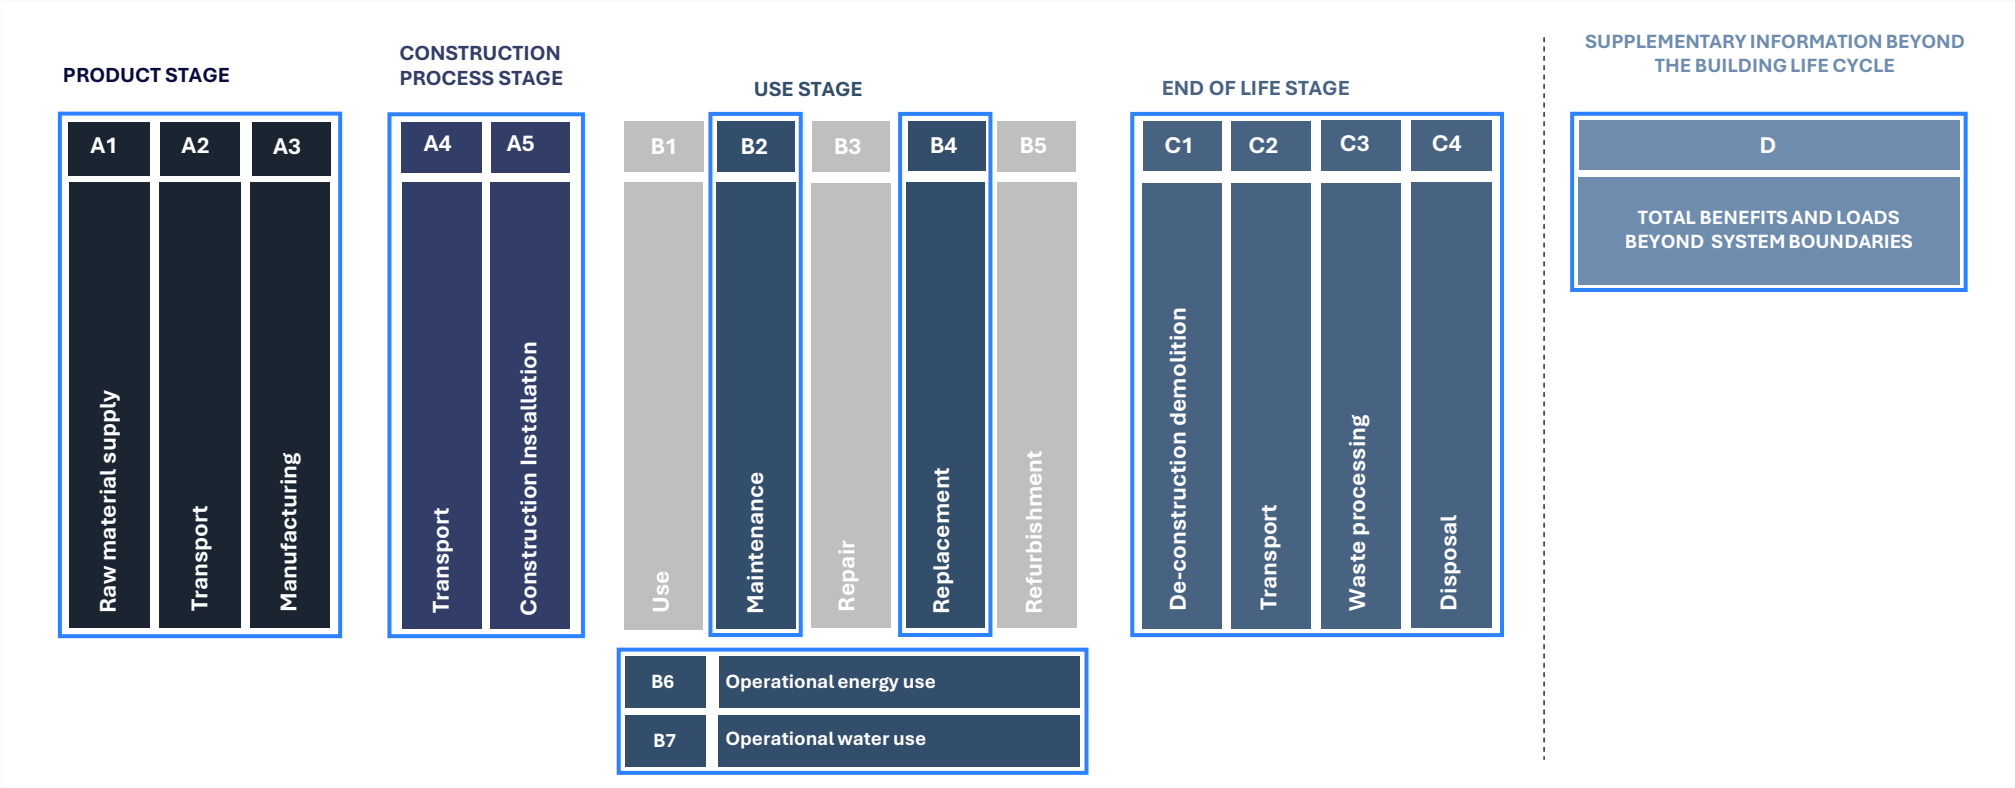 PRODUCT STAGE
A1
A2
A3
Raw material supply
Transport
Manufacturing
CONSTRUCTION
PROCESS STAGE
A4
A5
Transport
Construction Installation
USE STAGE
B1
B2
B3
B4
B5
Use
Maintenance
Repair
Replacement
Refurbishment
B6
Operational energy use
B7
Operational water use
END OF LIFE STAGE
C1
C2
C3
C4
De-construction demolition
Transport
Waste processing
Disposal
SUPPLEMENTARY INFORMATION BEYOND
THE BUILDING LIFE CYCLE
D
TOTAL BENEFITS AND LOADS
BEYOND SYSTEM BOUNDARIES